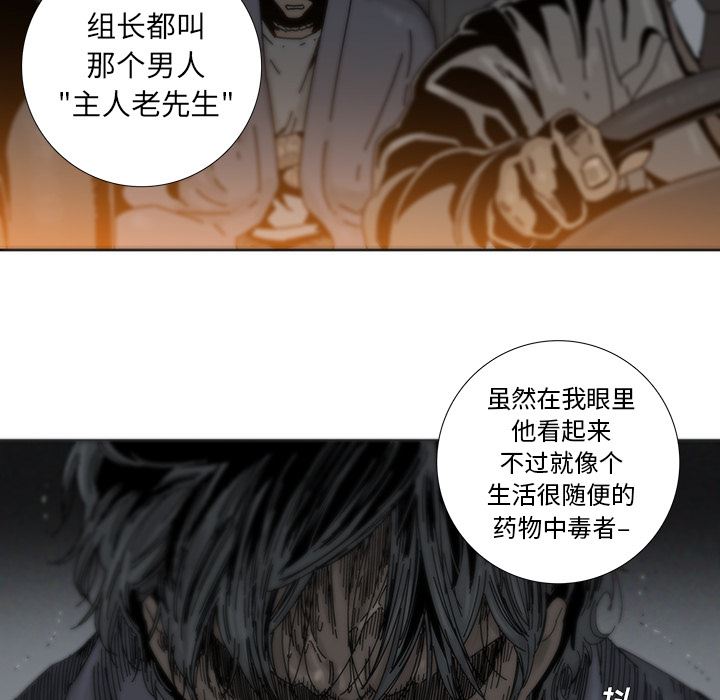 组长都叫
那个男人
"主人老先生"
虽然在我眼里
他看起来
不过就像个
生活很随便的
药物中毒者–